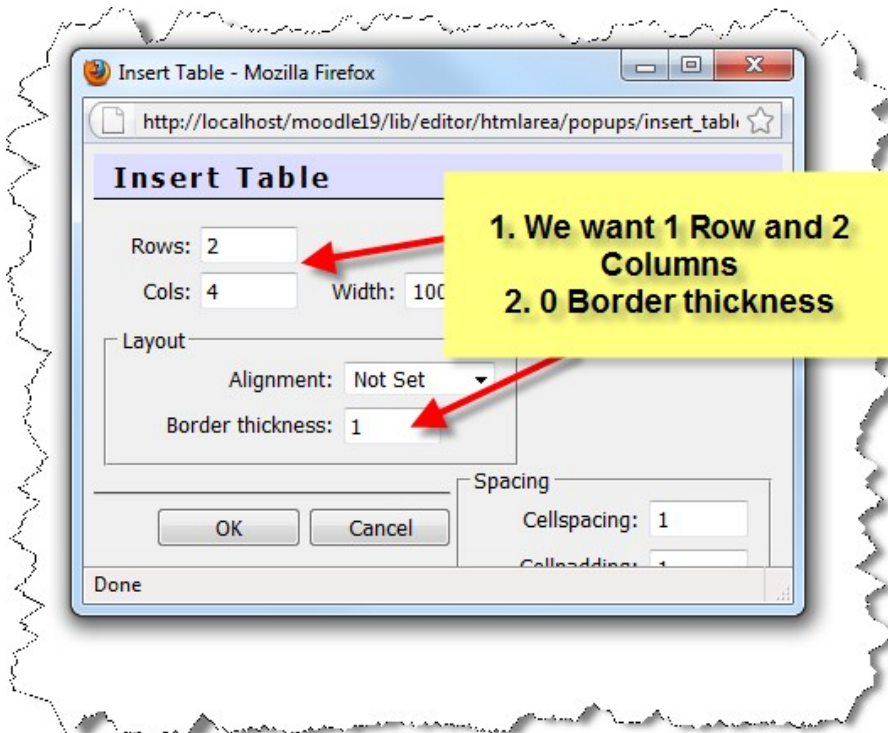 Insert Table - Mozilla Firefox
http://localhost/moodle19/lib/editor/htmlarea/popups/insert_tabl
Insert Table
1. We want 1 Row and 2
Columns
2. 0 Border thickness
Rows: 2
Cols: 4 Width: 100
Layout
Alignment: Not Set
Border thickness: 1
Spacing
Cellspacing: 1
OK Cancel
Cellpadding: 1
Done